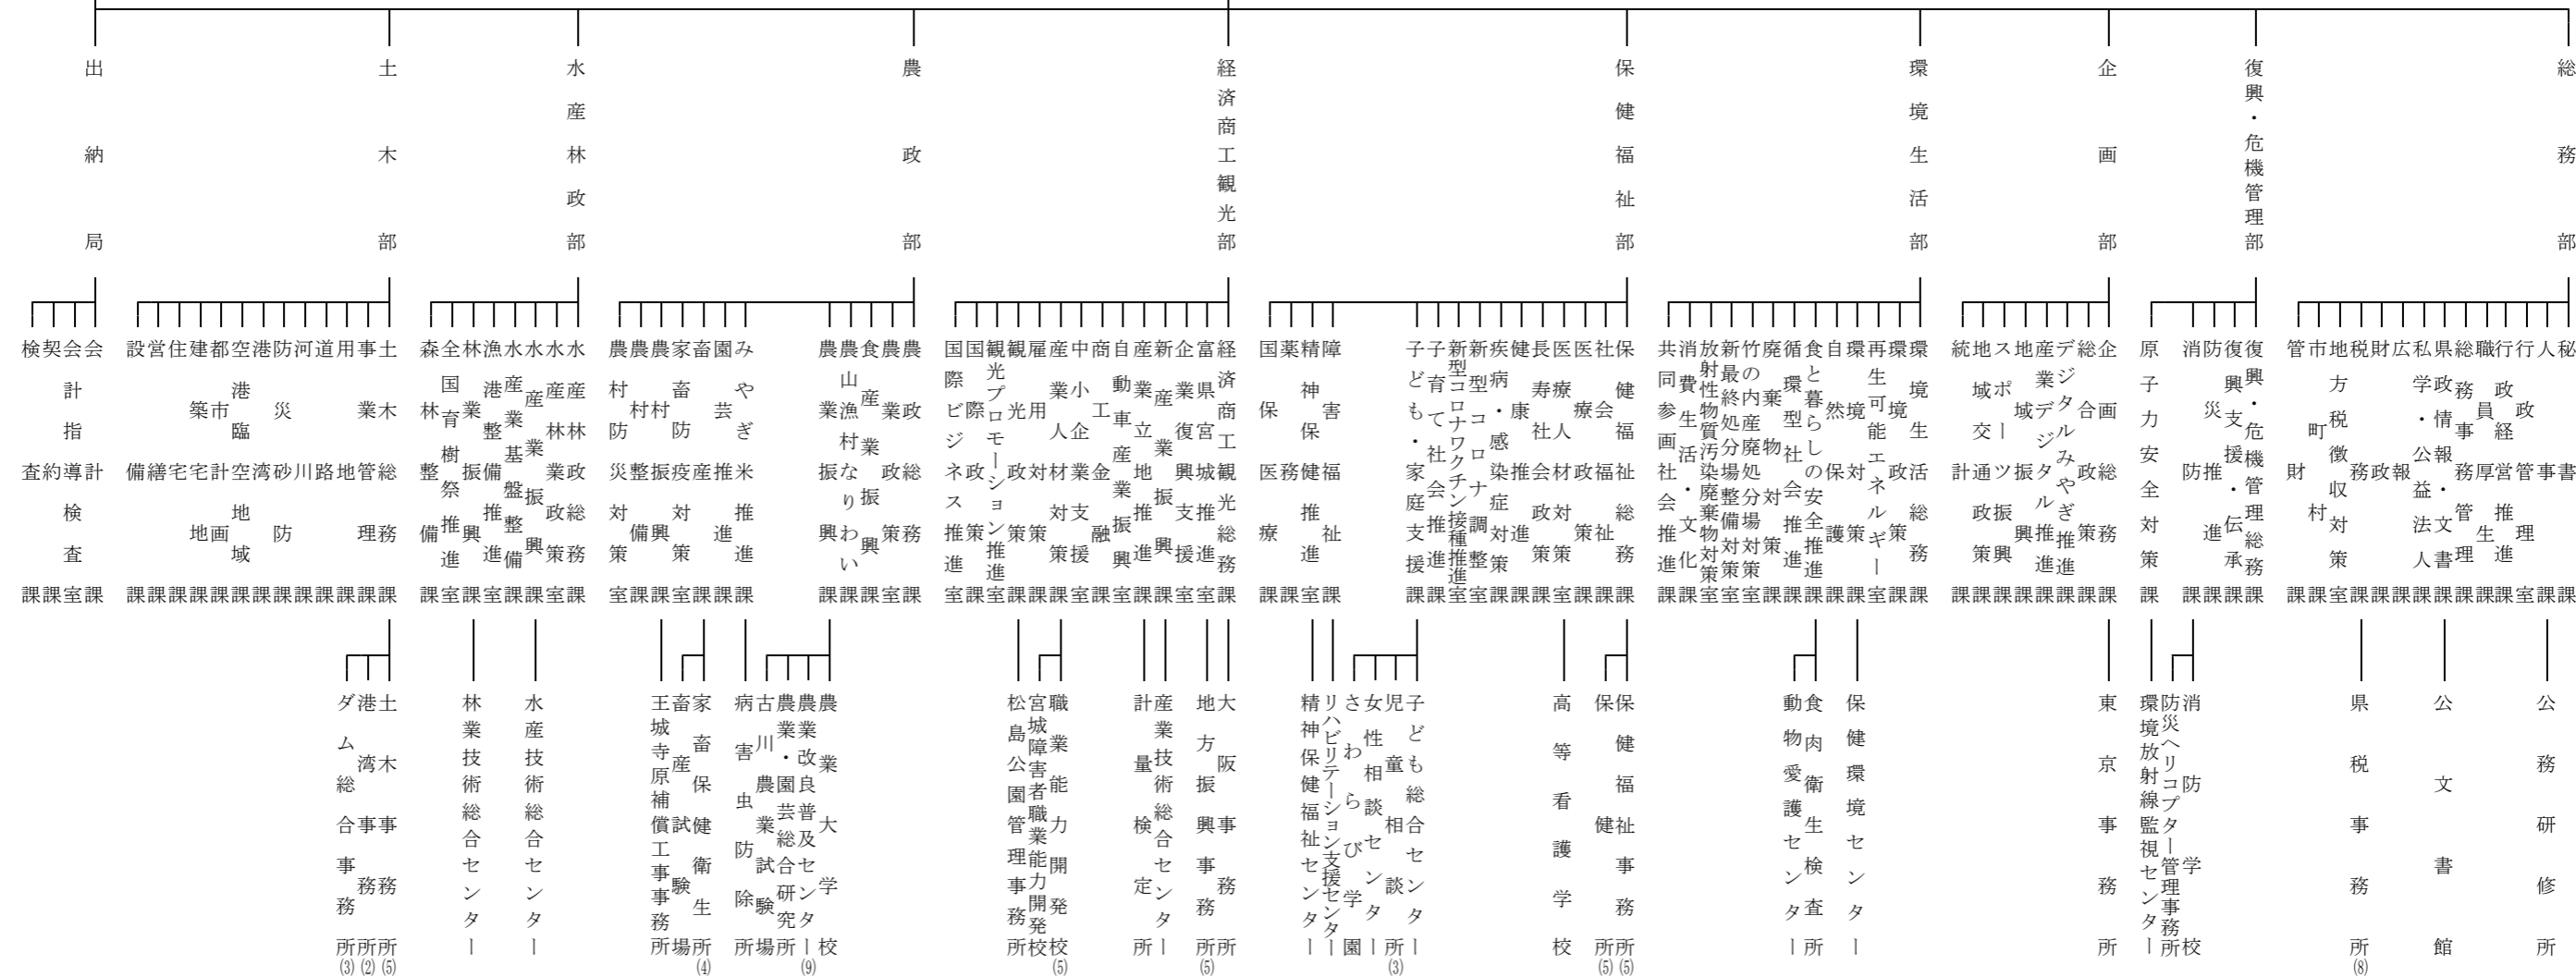 総務部
復興・危機管理部
企画部
環境生活部
保健福祉部
経済商工観光部
農政部
水産林政部
土木部
出納局
秘書課
人事課
行政管理室
行政経営推進課
職員厚生課
総務事務管理課
県政情報・文書課
私学・公益法人課
広報課
財政課
税務課
地方税徴収対策室
市町村課
管財課
復興・危機管理総務課
復興支援・伝承課
防災推進課
消防課
原子力安全対策課
企画総務課
総合政策課
デジタルみやぎ推進課
産業デジタル推進課
地域振興課
スポーツ振興課
地域交通政策課
統計課
環境生活総務課
環境政策課
再生可能エネルギー室
環境対策課
自然保護課
食と暮らしの安全推進課
循環型社会推進課
廃棄物対策課
竹の内産廃処分場対策室
新最終処分場整備対策室
放射性物質汚染廃棄物対策室
消費生活・文化課
共同参画社会推進課
保健福祉総務課
社会福祉課
医療政策課
医療人材対策室
長寿社会政策課
健康推進課
疾病・感染症対策課
新型コロナ調整室
新型コロナワクチン接種推進室
子育て社会推進課
子ども・家庭支援課
障害福祉課
精神保健推進室
薬務課
国保医療課
経済商工観光総務課
富県宮城推進室
企業復興支援室
新産業振興課
産業立地推進課
自動車産業振興室
商工金融課
中小企業支援室
産業人材対策課
雇用対策課
観光政策課
観光プロモーション推進室
国際政策課
国際ビジネス推進室
農政総務課
農業政策室
食産業振興課
農山漁村なりわい課
農業振興課
みやぎ米推進課
園芸推進課
畜産課
家畜防疫対策室
農村振興課
農村整備課
農村防災対策室
水産林政総務課
水産林業政策室
水産業振興課
水産業基盤整備課
漁港整備推進室
林業振興課
全国育樹祭推進室
森林整備課
土木総務課
事業管理課
用地課
道路課
河川課
防災砂防課
港湾課
空港臨空地域課
都市計画課
建築宅地課
住宅課
営繕課
設備課
会計課
会計指導検査室
契約課
検査課
公務研修所
公文書館
県税事務所(8)
消防学校
防災ヘリコプター管理事務所
環境放射線監視センター
東京事務所
保健環境センター
食肉衛生検査所
動物愛護センター
保健福祉事務所(5)
保健所(5)
高等看護学校
子ども総合センター
児童相談所(3)
女性相談センター
さわらび学園
リハビリテーション支援センター
精神保健福祉センター
大阪事務所
地方振興事務所(5)
産業技術総合センター
計量検定所
職業能力開発校(5)
宮城障害者職業能力開発校
松島公園管理事務所
農業大学校
農業改良普及センター(9)
農業・園芸総合研究所
古川農業試験場
病害虫防除所
家畜保健衛生所(4)
畜産試験場
王城寺原補償工事事務所
水産技術総合センター
林業技術総合センター
土木事務所(5)
港湾事務所(2)
ダム総合事務所(3)